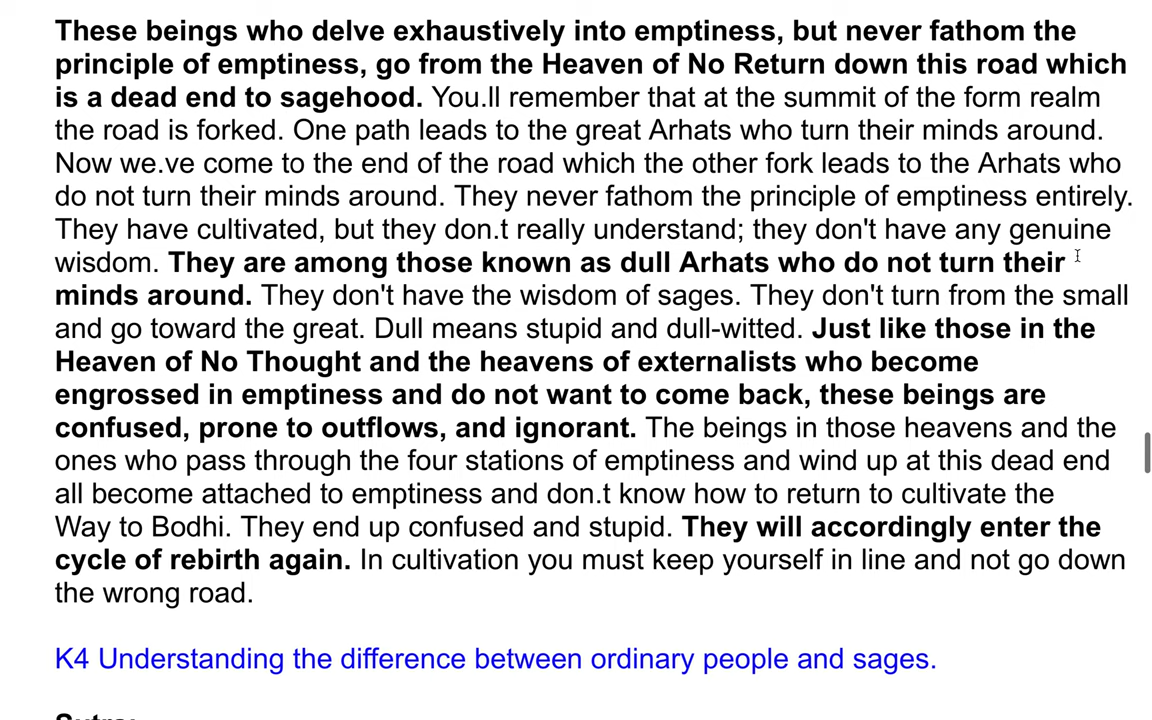 These beings who delve exhaustively into emptiness, but never fathom the
principle of emptiness, go from the Heaven of No Return down this road which
is a dead end to sagehood. You.ll remember that at the summit of the form realm
the road is forked. One path leads to the great Arhats who turn their minds around.
Now we.ve come to the end of the road which the other fork leads to the Arhats who
do not turn their minds around. They never fathom the principle of emptiness entirely.
They have cultivated, but they don.t really understand; they don't have any genuine
wisdom. They are among those known as dull Arhats who do not turn their
minds around. They don't have the wisdom of sages. They don't turn from the small
and go toward the great. Dull means stupid and dull-witted. Just like those in the
Heaven of No Thought and the heavens of externalists who become
engrossed in emptiness and do not want to come back, these beings are
confused, prone to outflows, and ignorant. The beings in those heavens and the
ones who pass through the four stations of emptiness and wind up at this dead end
all become attached to emptiness and don.t know how to return to cultivate the
Way to Bodhi. They end up confused and stupid. They will accordingly enter the
cycle of rebirth again. In cultivation you must keep yourself in line and not go down
the wrong road.
K4 Understanding the difference between ordinary people and sages.